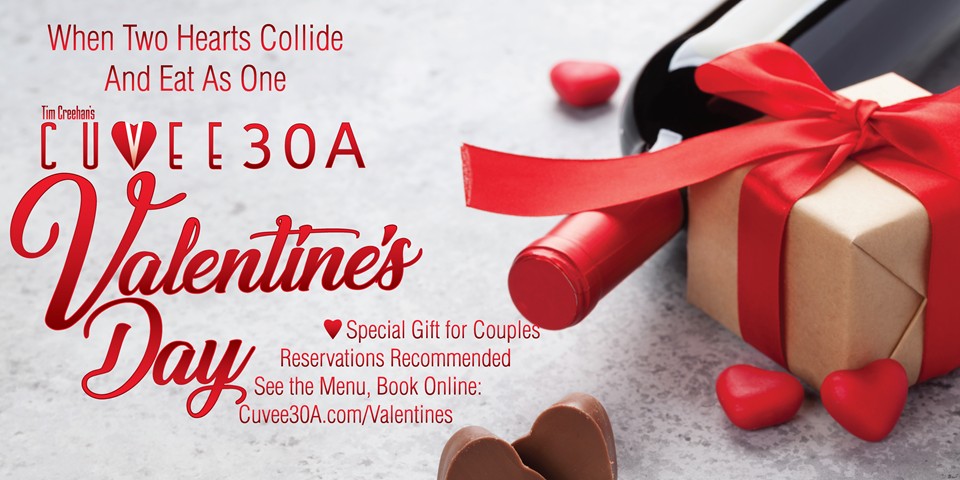 When Two Hearts Collide
And Eat As One
Tim Creehan's
CUVEE 30A
Valentine's
Day
Special Gift for Couples
Reservations Recommended
See the Menu, Book Online:
Cuvee30A.com/Valentines